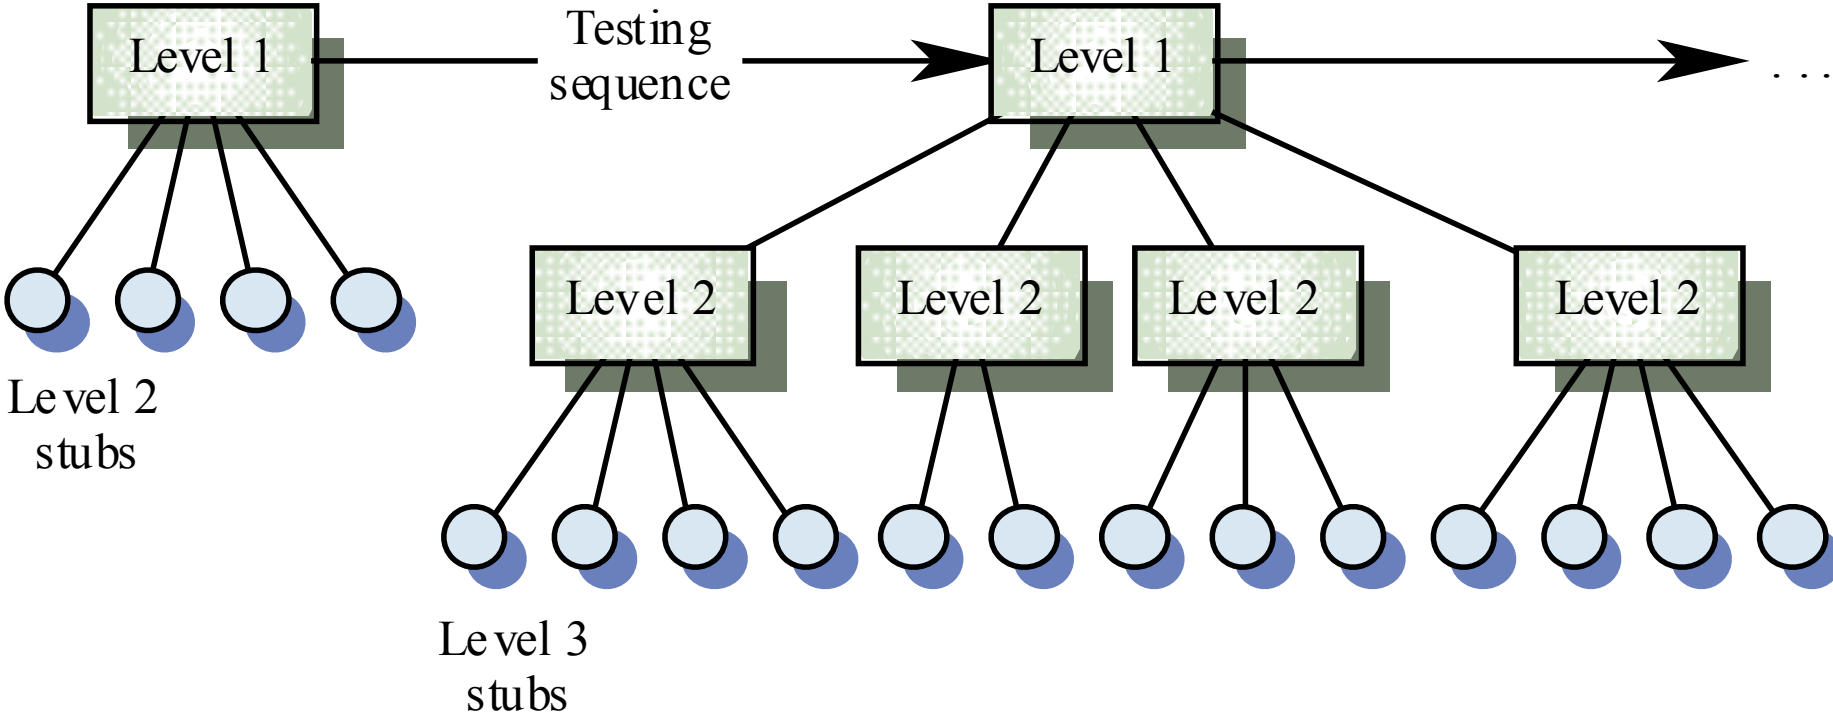 Level 1
Testing
sequence
Level 1
. . .
Level 2
Level 2
Level 2
Level 2
Level 2
stubs
Level 3
stubs